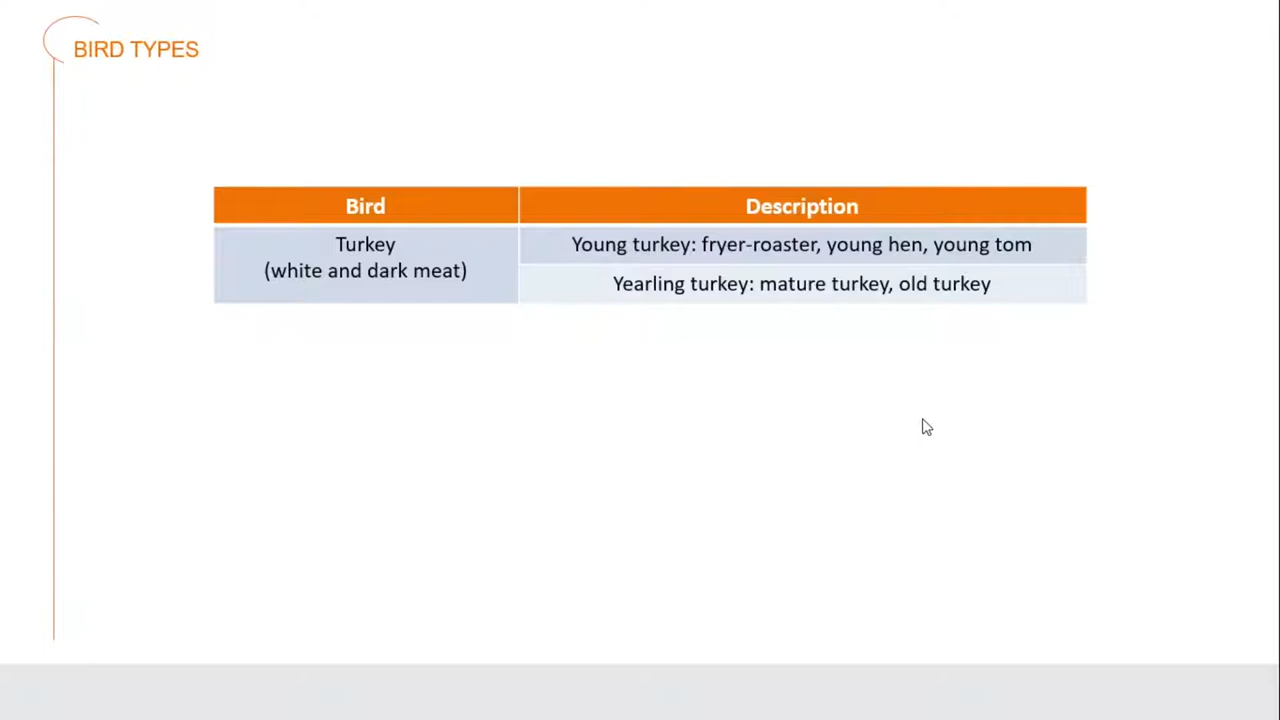 BIRD TYPES
Bird
Description
Turkey
(white and dark meat)
Young turkey: fryer-roaster, young hen, young tom
Yearling turkey: mature turkey, old turkey